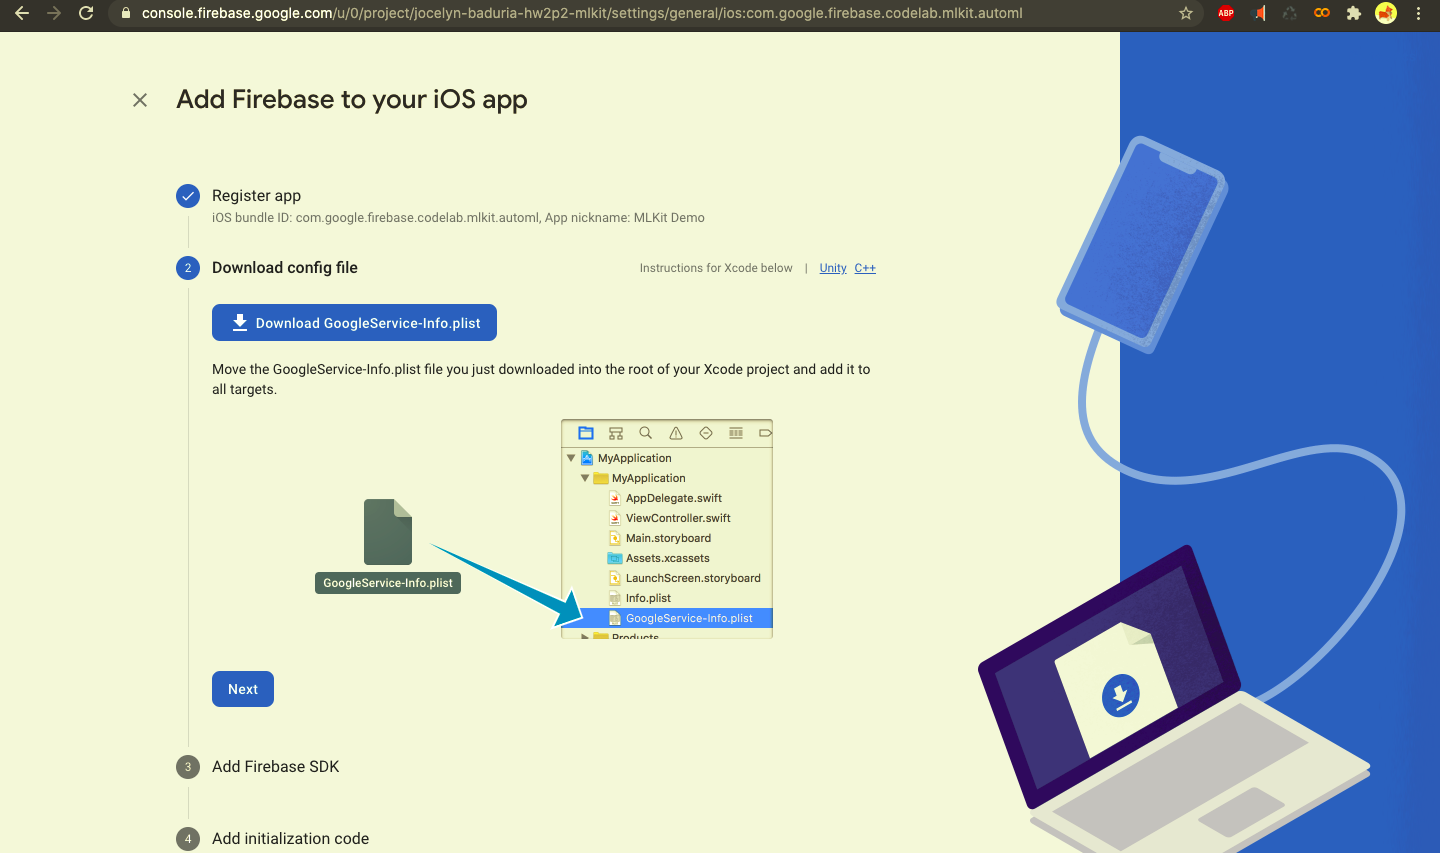 console.firebase.google.com/u/0/project/jocelyn-baduria-hw2p2-mlkit/settings/general/ios:com.google.firebase.codelab.mlkit.automl
ABP
Add Firebase to your iOS app
Register app
iOS bundle ID: com.google.firebase.codelab.mlkit.automl, App nickname: MLKit Demo
2 Download config file Instructions for Xcode below | Unity C++
Download GoogleService-Info.plist
Move the GoogleService-Info.plist file you just downloaded into the root of your Xcode project and add it to
all targets.
MyApplication
MyApplication
AppDelegate.swift
ViewController.swift
Main.storyboard
Assets.xcassets
LaunchScreen.storyboard
Info.plist
GoogleService-Info.plist
Products
GoogleService-Info.plist
Next
3 Add Firebase SDK
4 Add initialization code